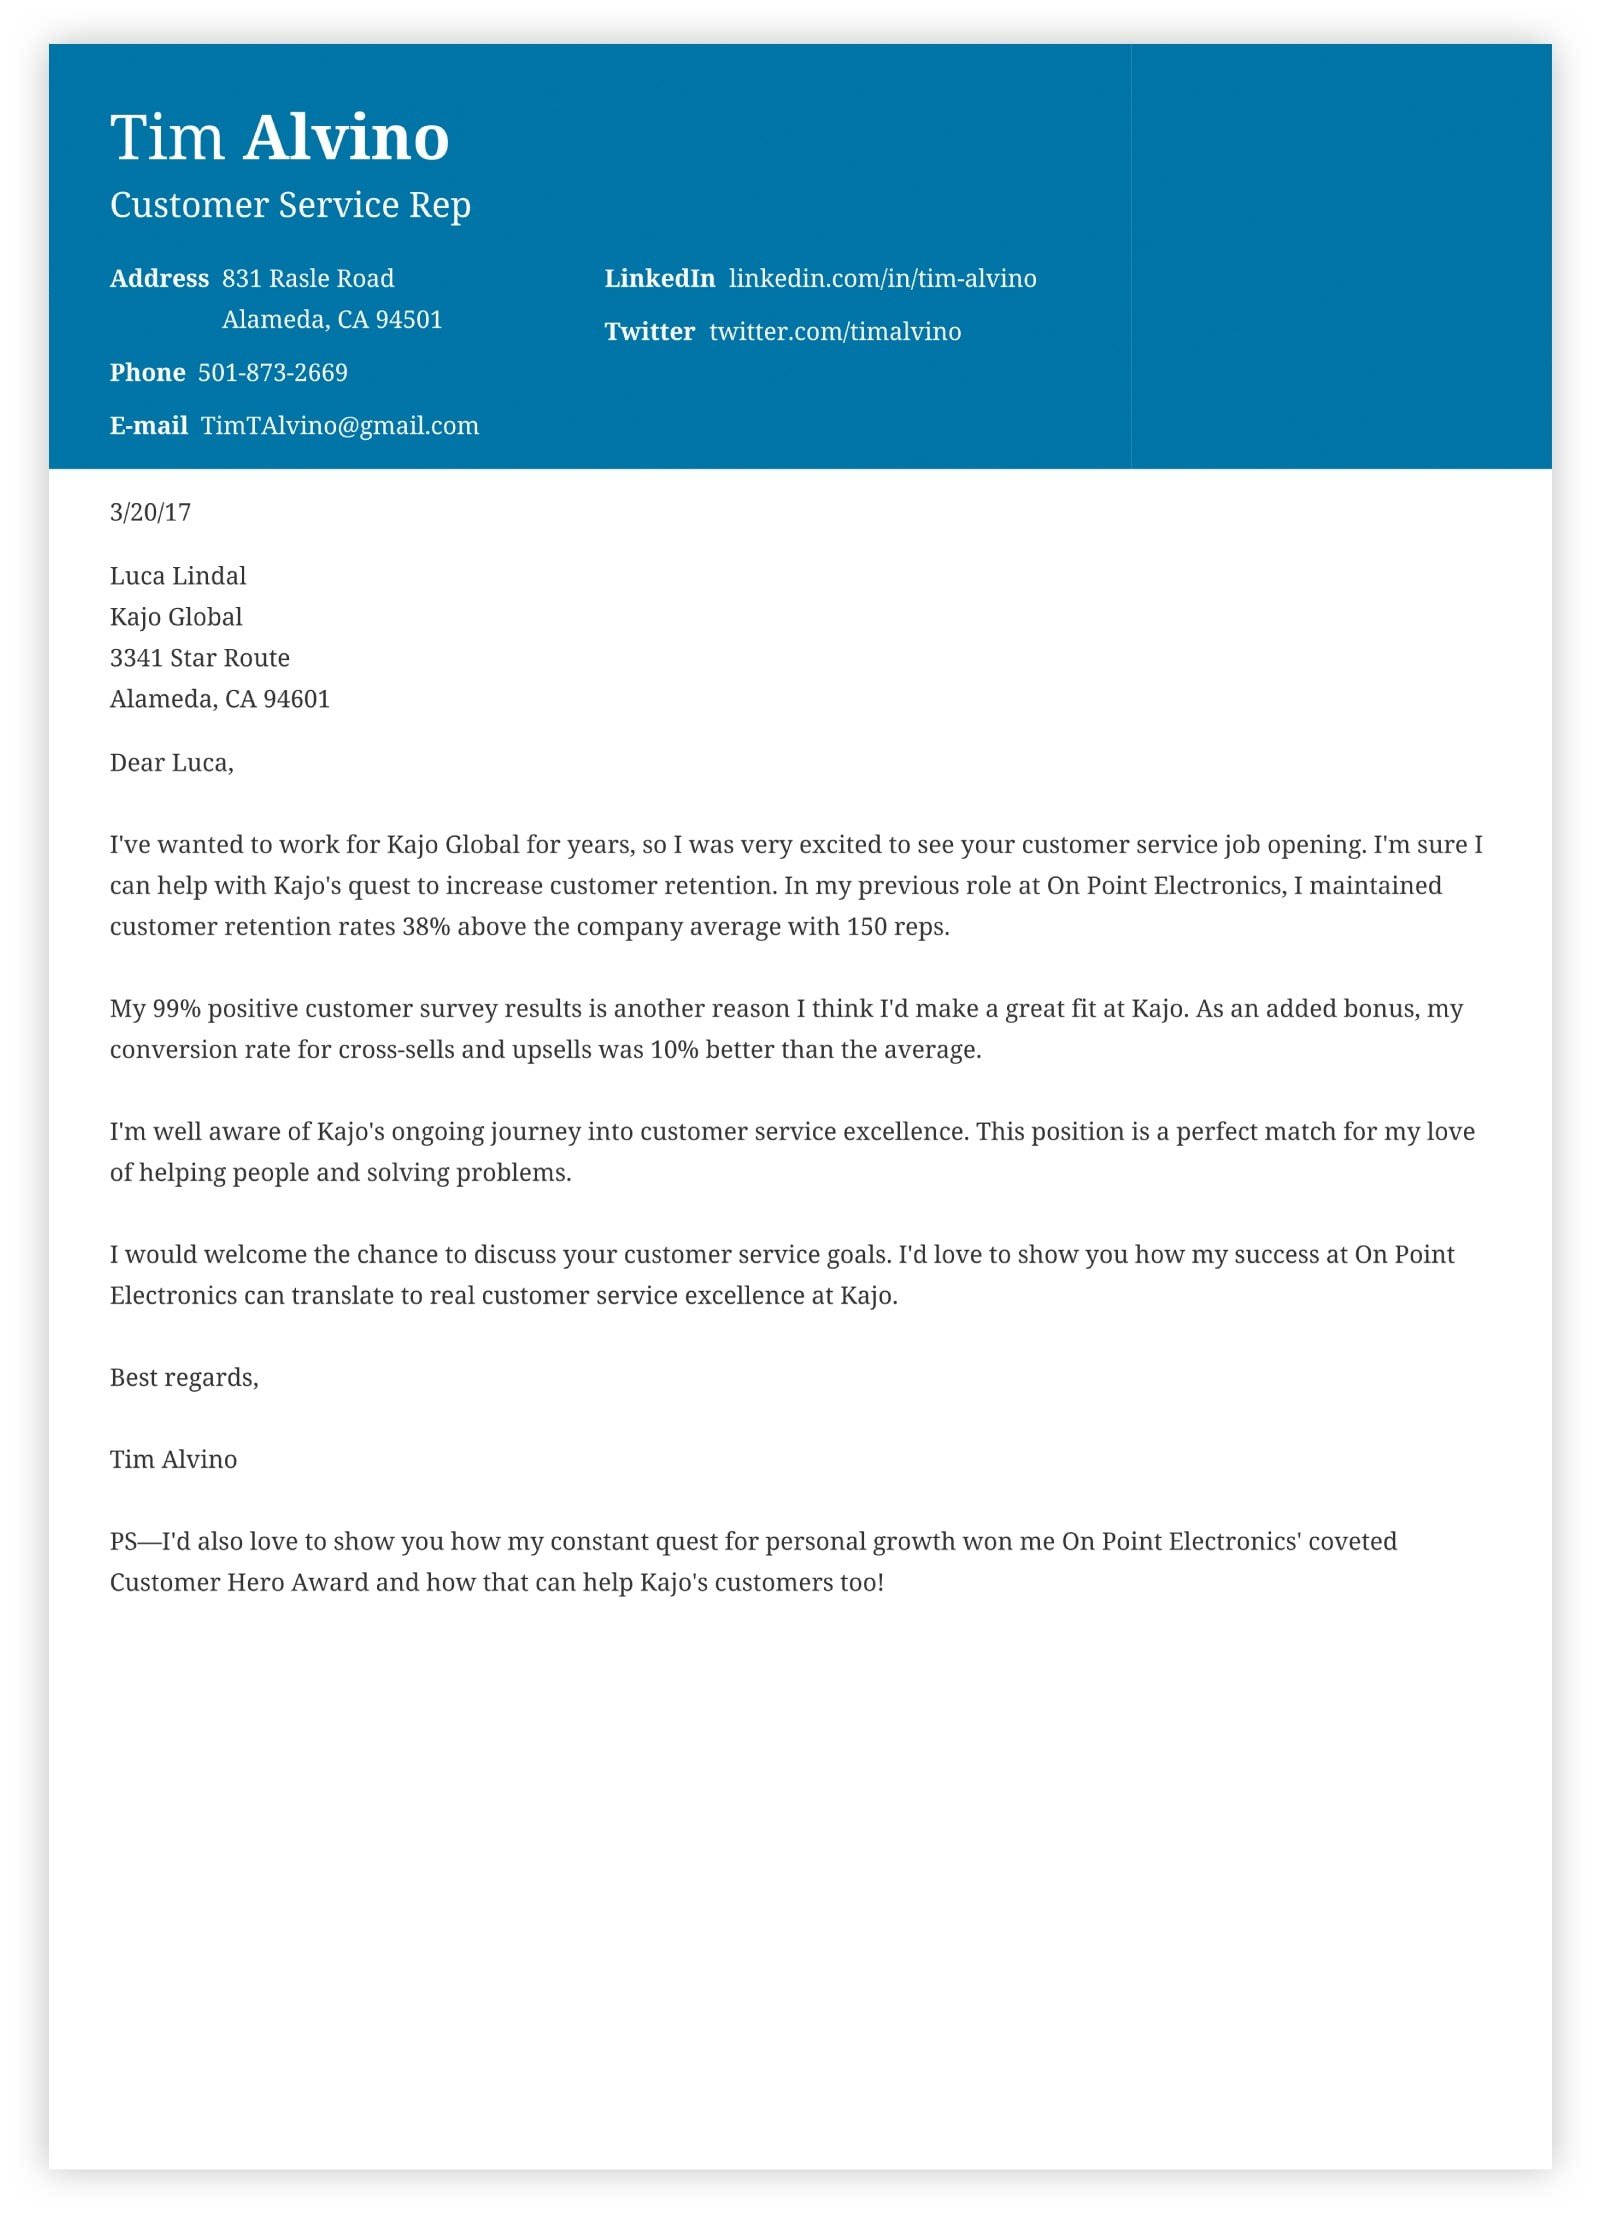 Tim Alvino
Customer Service Rep
Address 831 Rasle Road
Alameda, CA 94501
Phone 501-873-2669
E-mail TimTAlvino@gmail.com
LinkedIn linkedin.com/in/tim-alvino
Twitter twitter.com/timalvino
3/20/17
Luca Lindal
Kajo Global
3341 Star Route
Alameda, CA 94601
Dear Luca,
I've wanted to work for Kajo Global for years, so I was very excited to see your customer service job opening. I'm sure I
can help with Kajo's quest to increase customer retention. In my previous role at On Point Electronics, I maintained
customer retention rates 38% above the company average with 150 reps.
My 99% positive customer survey results is another reason I think I'd make a great fit at Kajo. As an added bonus, my
conversion rate for cross-sells and upsells was 10% better than the average.
I'm well aware of Kajo's ongoing journey into customer service excellence. This position is a perfect match for my love
of helping people and solving problems.
I would welcome the chance to discuss your customer service goals. I'd love to show you how my success at On Point
Electronics can translate to real customer service excellence at Kajo.
Best regards,
Tim Alvino
PS—I'd also love to show you how my constant quest for personal growth won me On Point Electronics' coveted
Customer Hero Award and how that can help Kajo's customers too!